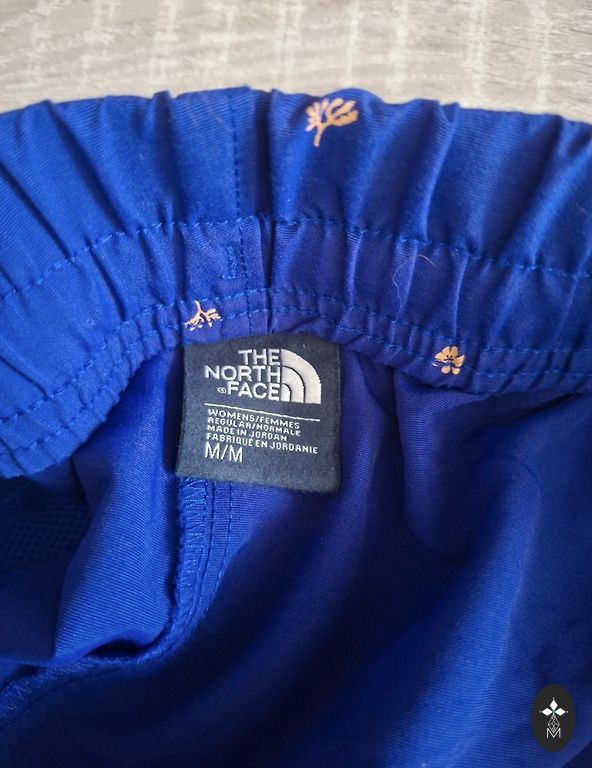 THE
NORTH
FACE
WOMENS/FEMMES
REGULAR/NORMALE
MADE IN JORDAN
FABRIQUÉ EN JORDANIE
M/M
M